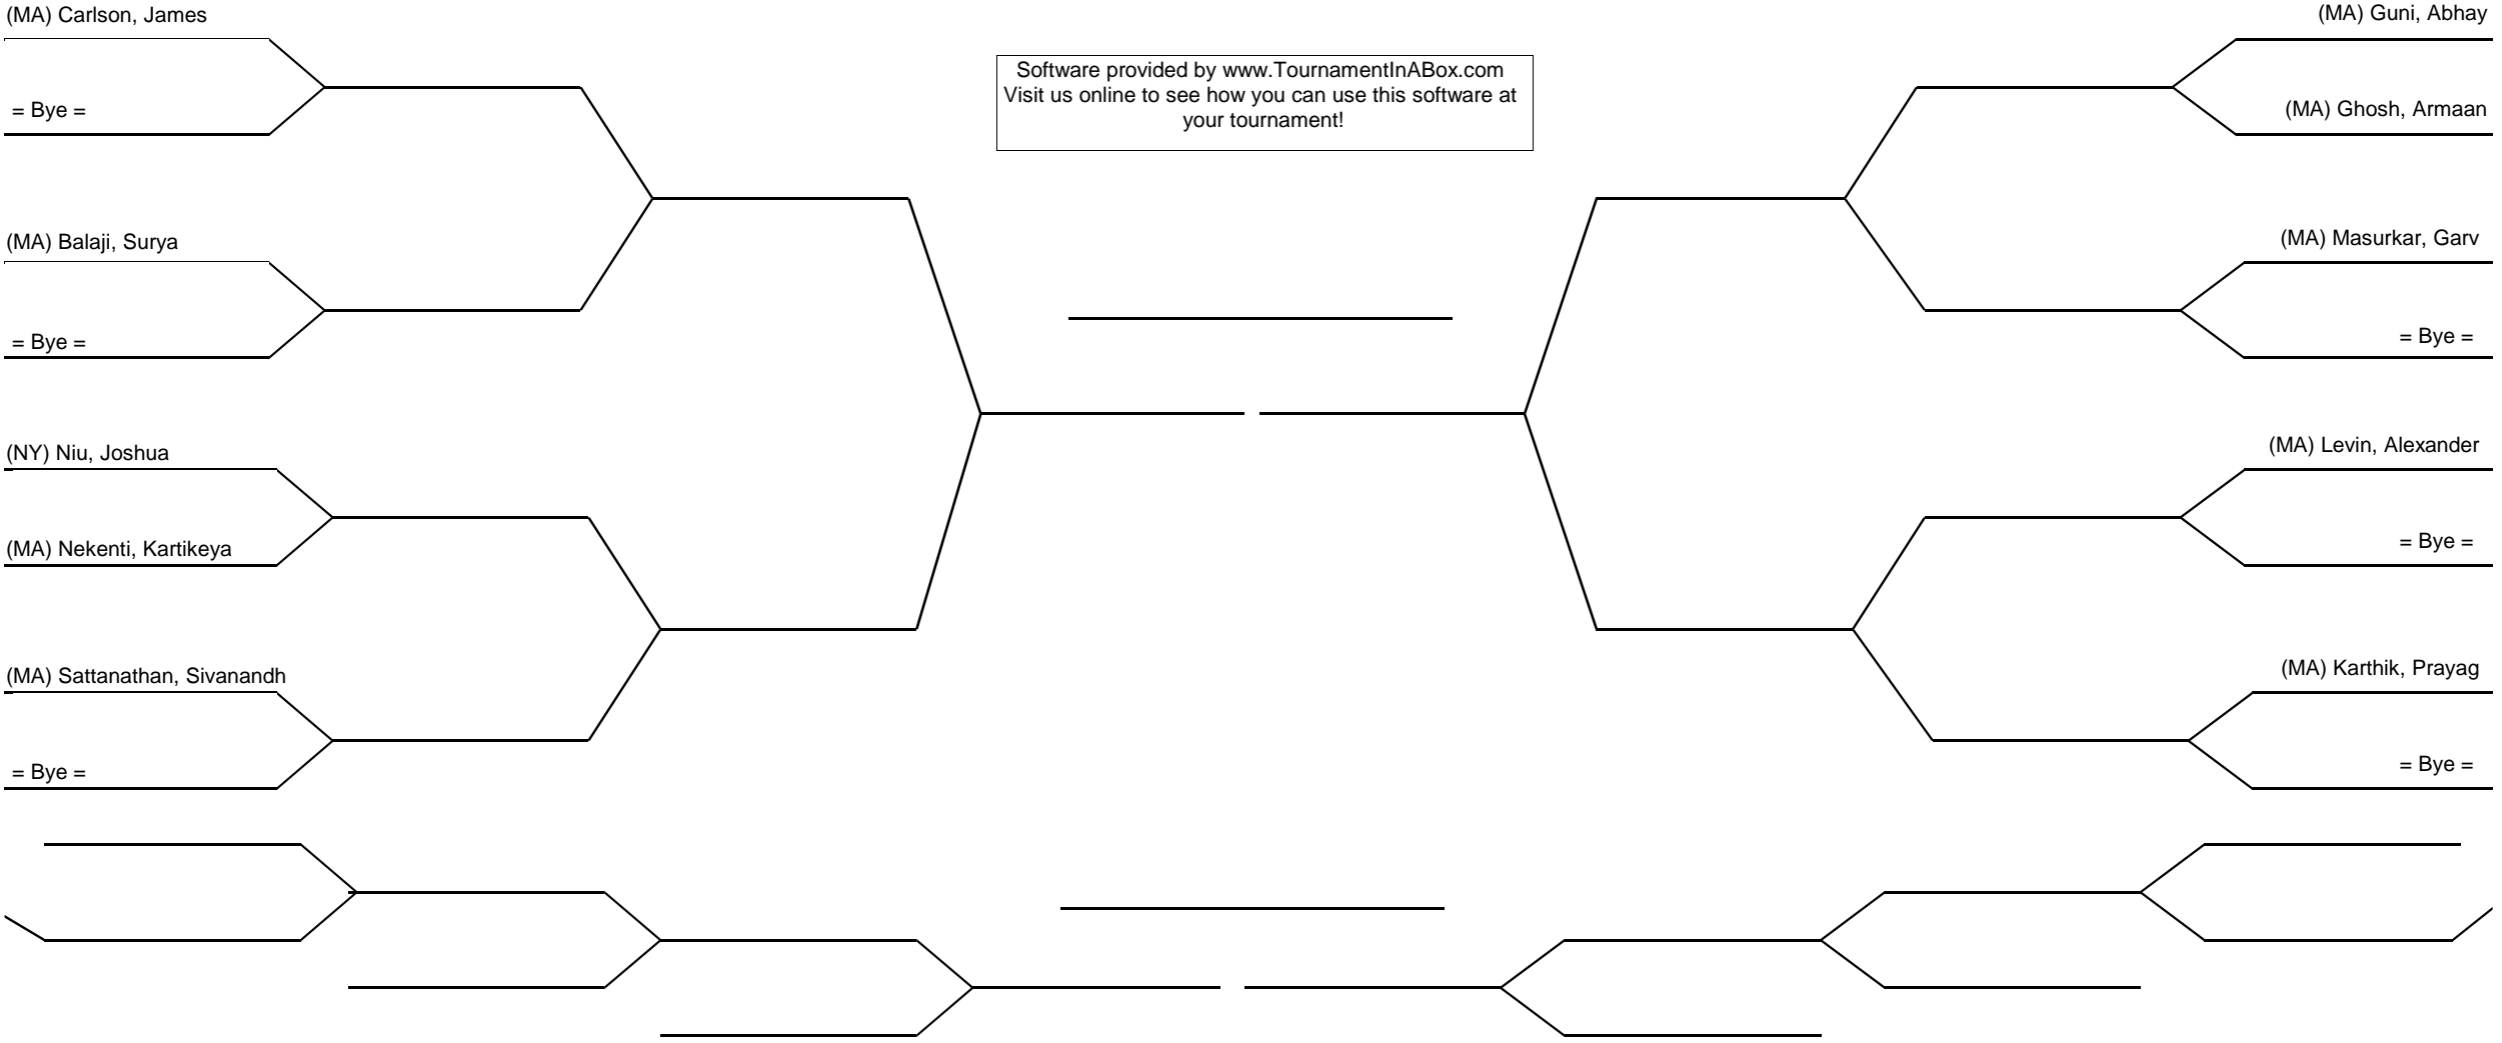 (MA) Carlson, James
= Bye =
(MA) Balaji, Surya
= Bye =
(NY) Niu, Joshua
(MA) Nekenti, Kartikeya
(MA) Sattanathan, Sivanandh
= Bye =
Software provided by www.TournamentInABox.com
Visit us online to see how you can use this software at
your tournament!
(MA) Guni, Abhay
(MA) Ghosh, Armaan
(MA) Masurkar, Garv
= Bye =
(MA) Levin, Alexander
= Bye =
(MA) Karthik, Prayag
= Bye =